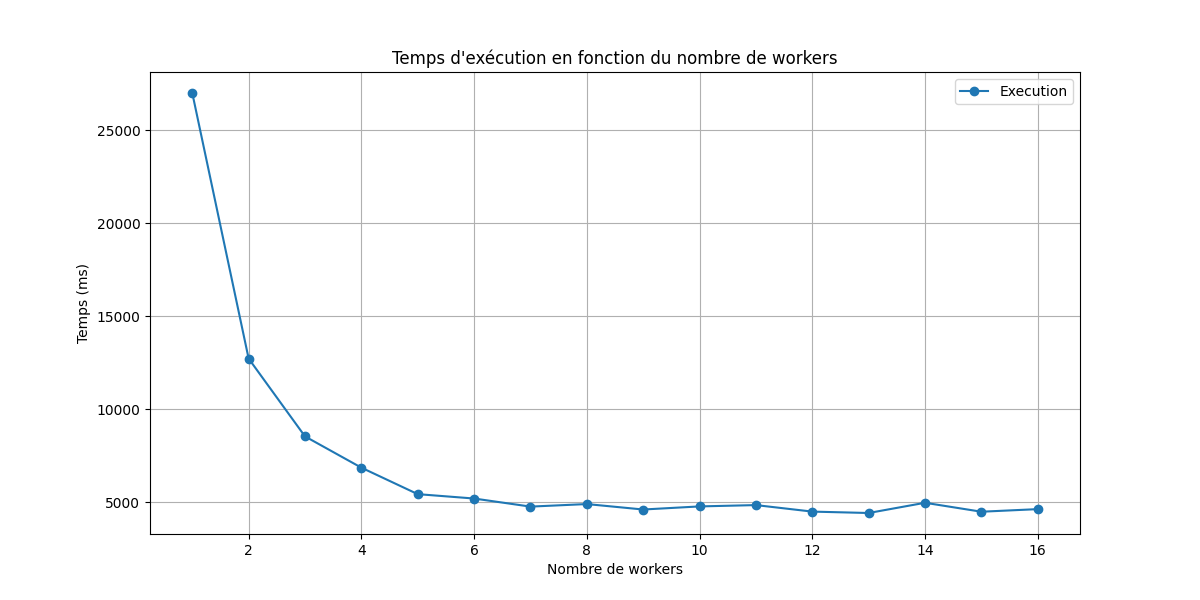 Temps d'exécution en fonction du nombre de workers
Execution
25000
20000
15000
10000
5000
Temps (ms)
2 4 6 8 10 12 14 16
Nombre de workers